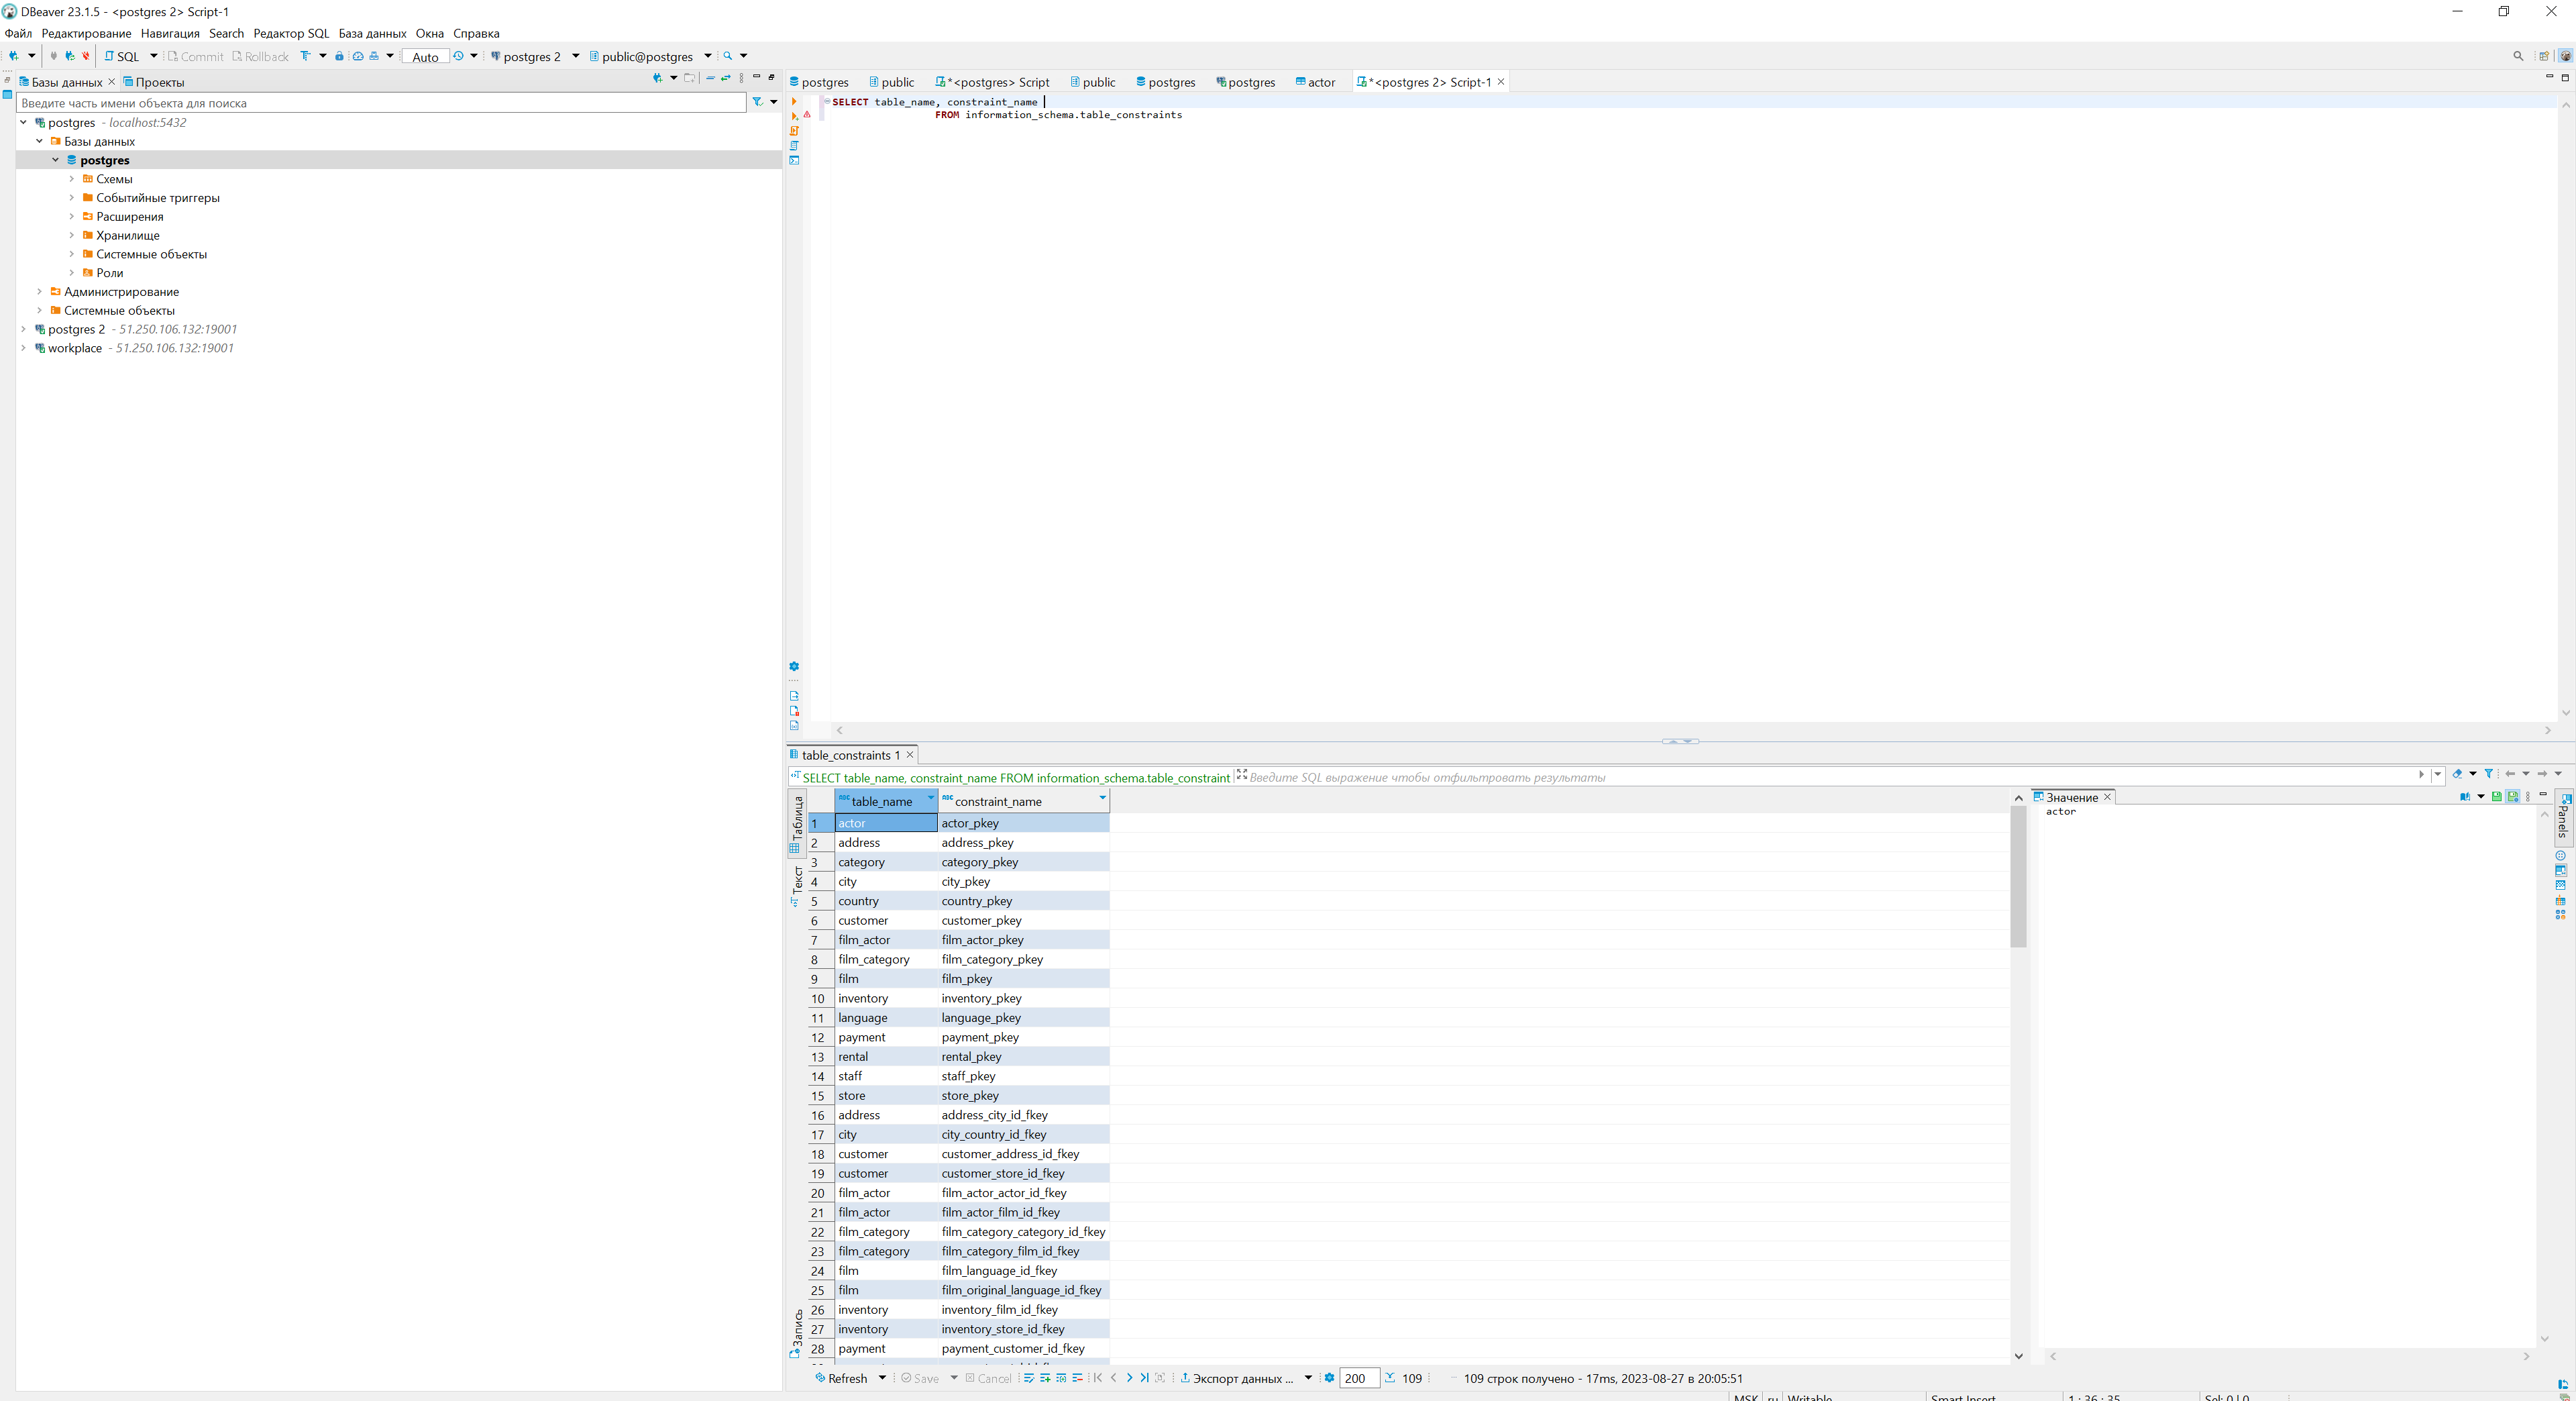 DBeaver 23.1.5 - <postgres 2> Script-1
Файл Редактирование Навигация Search Редактор SQL База данных Окна Справка
SQL Commit Rollback Auto postgres 2 public@postgres
Базы данных Проекты
Введите часть имени объекта для поиска
postgres - localhost:5432
Базы данных
postgres
Схемы
Событийные триггеры
Расширения
Хранилище
Системные объекты
Роли
Администрирование
Системные объекты
postgres 2 - 51.250.106.132:19001
workplace - 51.250.106.132:19001
postgres public *<postgres> Script public postgres postgres actor *<postgres 2> Script-1
SELECT table_name, constraint_name
FROM information_schema.table_constraints
table_constraints 1
SELECT table_name, constraint_name FROM information_schema.table_constraint Введите SQL выражение чтобы отфильтровать результаты
Таблица
Текст
Запись
table_name constraint_name
1 actor actor_pkey
2 address address_pkey
3 category category_pkey
4 city city_pkey
5 country country_pkey
6 customer customer_pkey
7 film_actor film_actor_pkey
8 film_category film_category_pkey
9 film film_pkey
10 inventory inventory_pkey
11 language language_pkey
12 payment payment_pkey
13 rental rental_pkey
14 staff staff_pkey
15 store store_pkey
16 address address_city_id_fkey
17 city city_country_id_fkey
18 customer customer_address_id_fkey
19 customer customer_store_id_fkey
20 film_actor film_actor_actor_id_fkey
21 film_actor film_actor_film_id_fkey
22 film_category film_category_category_id_fkey
23 film_category film_category_film_id_fkey
24 film film_language_id_fkey
25 film film_original_language_id_fkey
26 inventory inventory_film_id_fkey
27 inventory inventory_store_id_fkey
28 payment payment_customer_id_fkey
Значение
actor
Panels
Refresh Save Cancel Экспорт данных ... 200 109 109 строк получено - 17ms, 2023-08-27 в 20:05:51
MSK ru Writable Smart Insert 1 : 36 : 35 Sel: 0 | 0